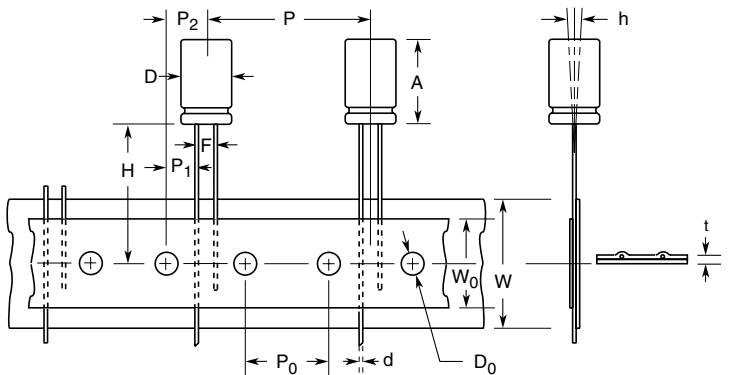 P₂ P h
D A
F
H P₁
t
W₀ W
P₀ d D₀